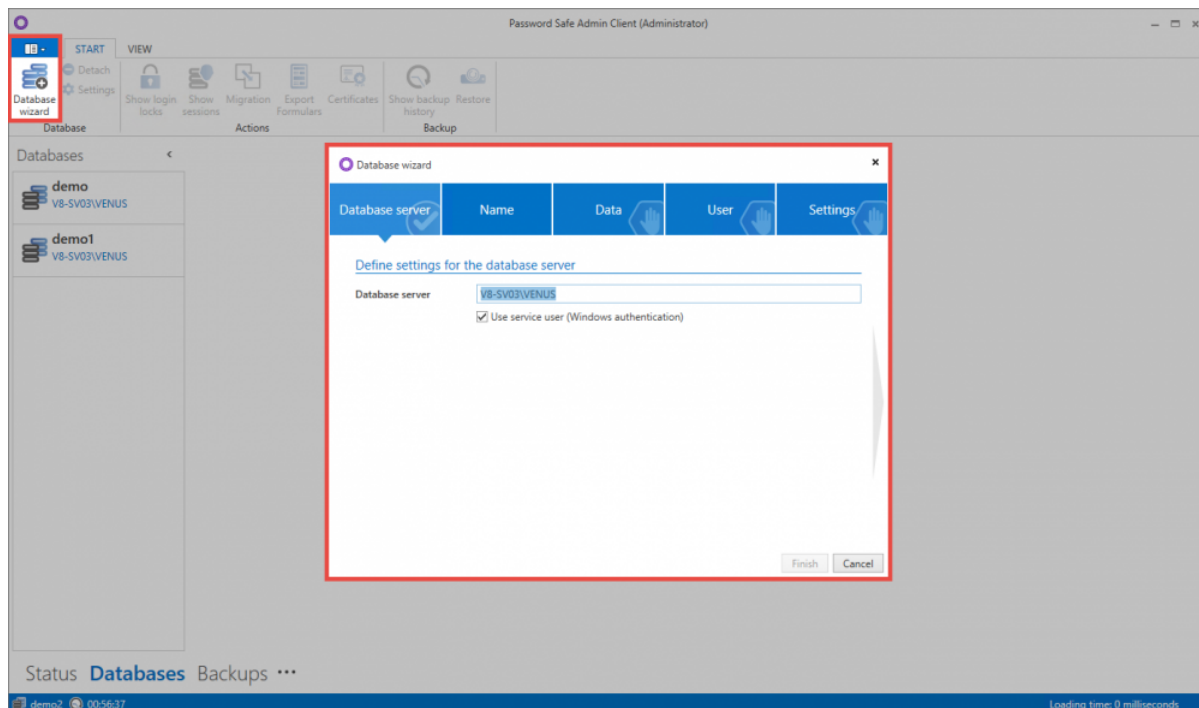 Password Safe Admin Client (Administrator)
START VIEW
Database wizard
Detach
Settings
Database
Show login locks
Show sessions
Migration
Export Formulars
Certificates
Actions
Show backup history
Restore
Backup
Databases
demo
V8-SV03\VENUS
demo1
V8-SV03\VENUS
Database wizard
Database server Name Data User Settings
Define settings for the database server
Database server V8-SV03\VENUS
Use service user (Windows authentication)
Finish Cancel
Status Databases Backups •••
demo2 00:56:37 Loading time: 0 milliseconds